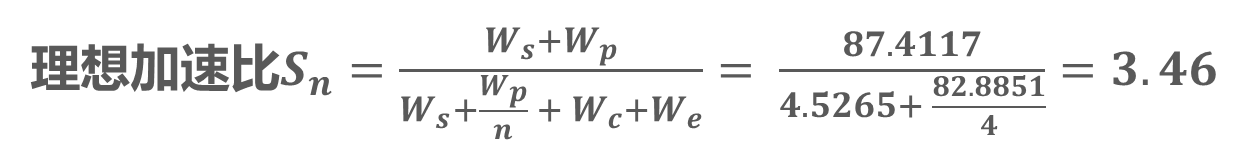 理想加速比Sₙ = (Wₛ+Wₚ)/(Wₛ+Wₚ/n + W_c+Wₑ) = 87.4117/(4.5265+82.8851/4) = 3.46